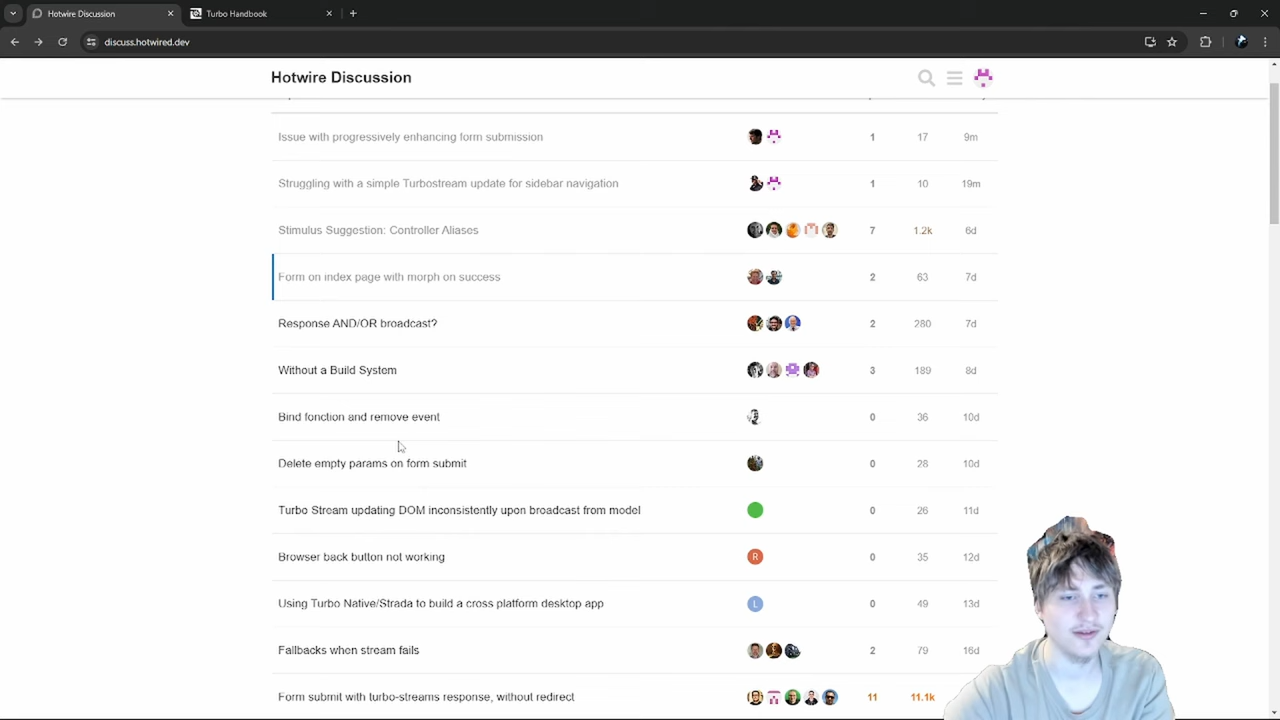 Hotwire Discussion
Turbo Handbook
discuss.hotwired.dev
Hotwire Discussion
Issue with progressively enhancing form submission 1 17 9m
Struggling with a simple Turbostream update for sidebar navigation 1 10 19m
Stimulus Suggestion: Controller Aliases 7 1.2k 6d
Form on index page with morph on success 2 63 7d
Response AND/OR broadcast? 2 280 7d
Without a Build System 3 189 8d
Bind fonction and remove event 0 36 10d
Delete empty params on form submit 0 28 10d
Turbo Stream updating DOM inconsistently upon broadcast from model 0 26 11d
Browser back button not working R 0 35 12d
Using Turbo Native/Strada to build a cross platform desktop app L 0 49 13d
Fallbacks when stream fails 2 79 16d
Form submit with turbo-streams response, without redirect 11 11.1k